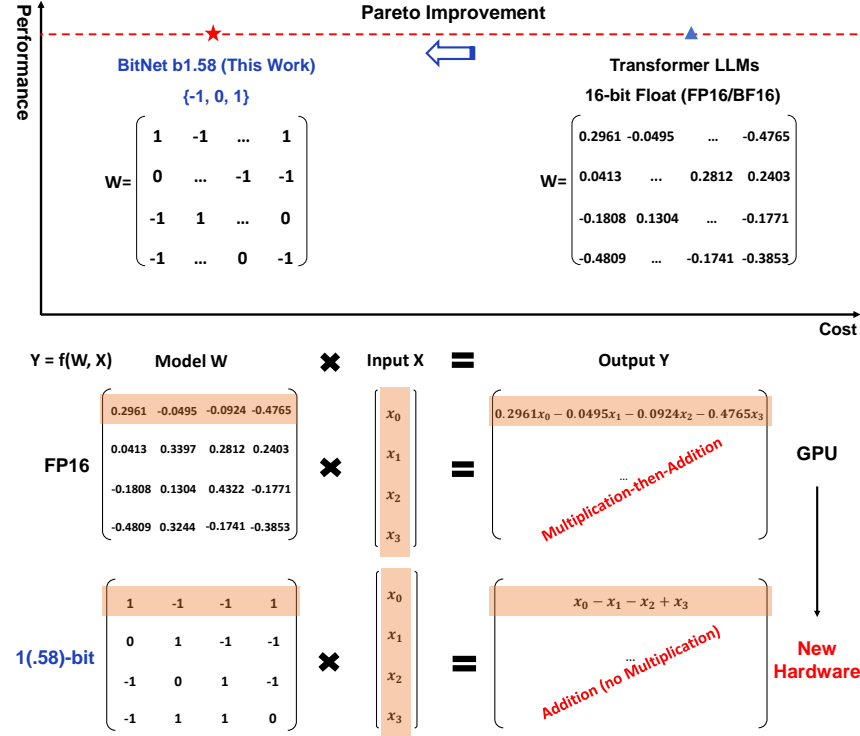 Performance
Pareto Improvement
BitNet b1.58 (This Work)
{-1, 0, 1}
Transformer LLMs
16-bit Float (FP16/BF16)
W=
1 -1 ... 1
0 ... -1 -1
-1 1 ... 0
-1 ... 0 -1
W=
0.2961 -0.0495 ... -0.4765
0.0413 ... 0.2812 0.2403
-0.1808 0.1304 ... -0.1771
-0.4809 ... -0.1741 -0.3853
Cost
Y = f(W, X) Model W ✖ Input X = Output Y
FP16
0.2961 -0.0495 -0.0924 -0.4765
0.0413 0.3397 0.2812 0.2403
-0.1808 0.1304 0.4322 -0.1771
-0.4809 0.3244 -0.1741 -0.3853
✖
x₀
x₁
x₂
x₃
=
0.2961x₀ − 0.0495x₁ − 0.0924x₂ − 0.4765x₃
...
Multiplication-then-Addition
GPU
1(.58)-bit
1 -1 -1 1
0 1 -1 -1
-1 0 1 -1
-1 1 1 0
✖
x₀
x₁
x₂
x₃
=
x₀ − x₁ − x₂ + x₃
...
Addition (no Multiplication)
New
Hardware